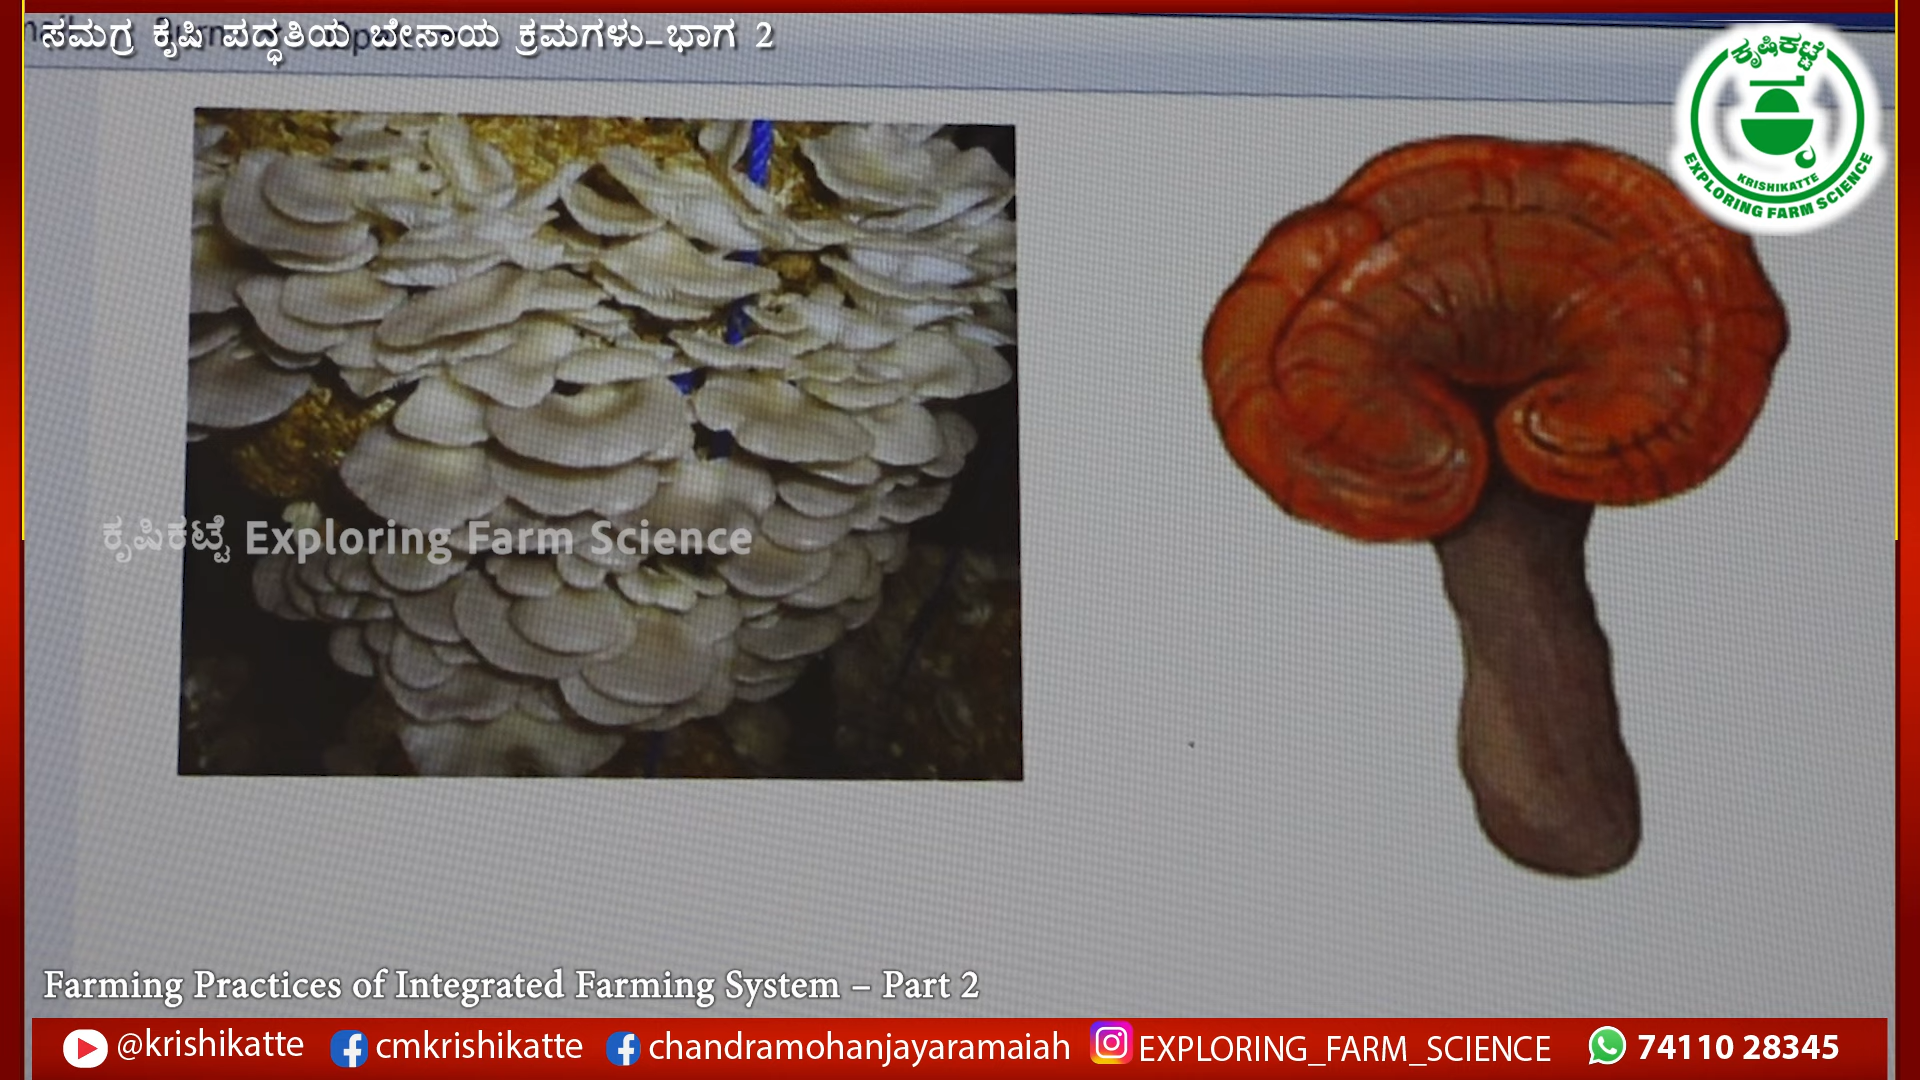 ಸಮಗ್ರ ಕೃಷಿ ಪದ್ಧತಿಯ ಬೇಸಾಯ ಕ್ರಮಗಳು–ಭಾಗ 2
ಕೃಷಿಕಟ್ಟೆ
KRISHIKATTE
EXPLORING FARM SCIENCE
ಕೃಷಿಕಟ್ಟೆ Exploring Farm Science
Farming Practices of Integrated Farming System – Part 2
@krishikatte cmkrishikatte chandramohanjayaramaiah EXPLORING_FARM_SCIENCE 74110 28345